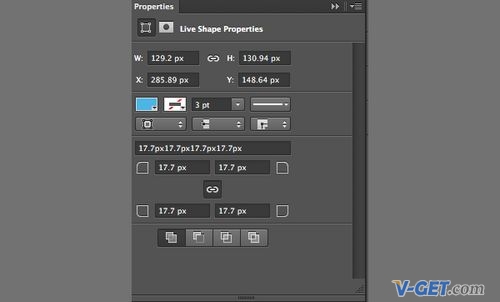 Properties
Live Shape Properties
W: 129.2 px H: 130.94 px
X: 285.89 px Y: 148.64 px
3 pt
17.7px17.7px17.7px17.7px
17.7 px 17.7 px
17.7 px 17.7 px
V-GET.com